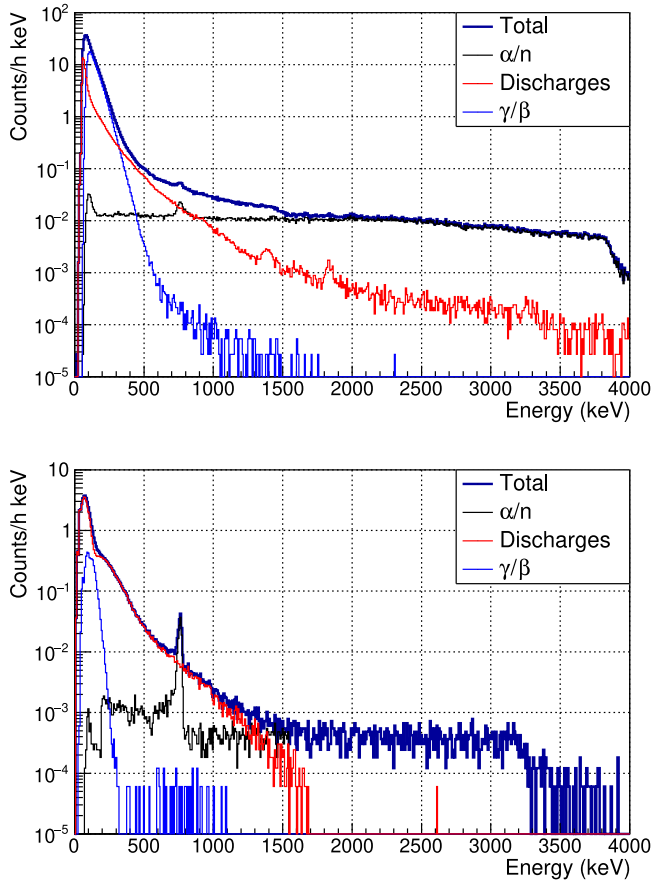 Counts/h keV
10²
10
1
10⁻¹
10⁻²
10⁻³
10⁻⁴
10⁻⁵
Total
α/n
Discharges
γ/β
0 500 1000 1500 2000 2500 3000 3500 4000
Energy (keV)
Counts/h keV
10
1
10⁻¹
10⁻²
10⁻³
10⁻⁴
10⁻⁵
Total
α/n
Discharges
γ/β
0 500 1000 1500 2000 2500 3000 3500 4000
Energy (keV)